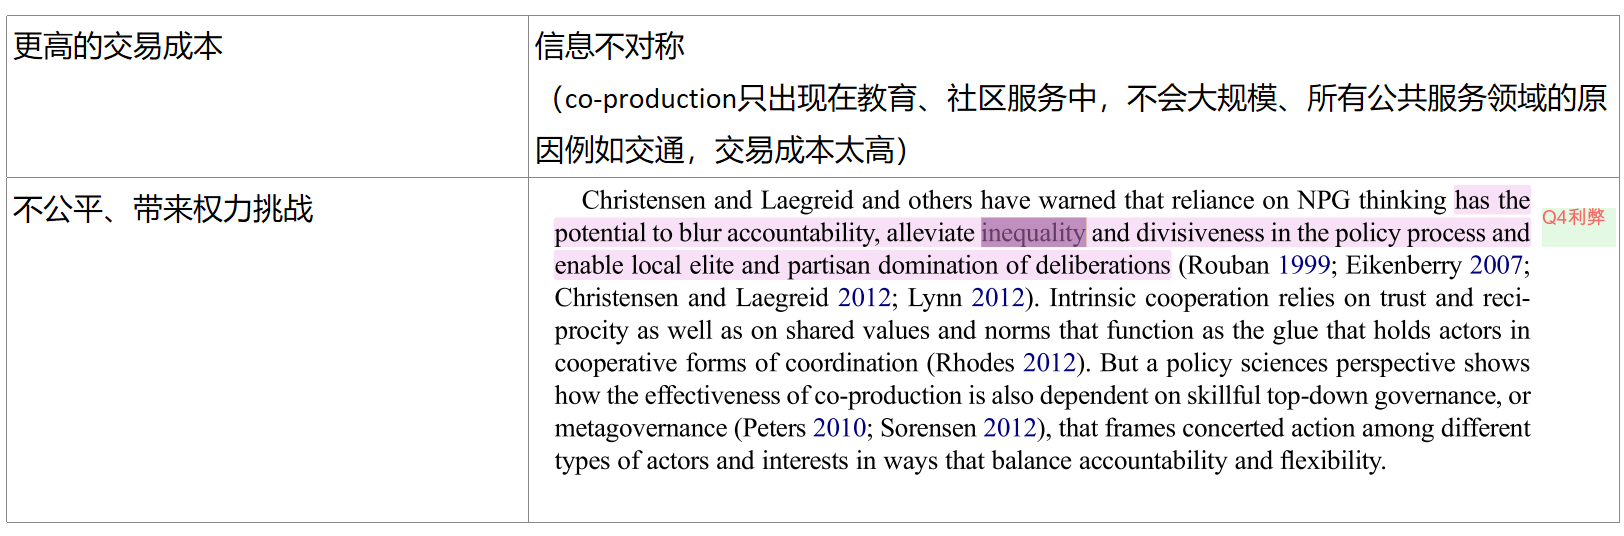 更高的交易成本
信息不对称
（co-production只出现在教育、社区服务中，不会大规模、所有公共服务领域的原
因例如交通，交易成本太高）
不公平、带来权力挑战
Christensen and Laegreid and others have warned that reliance on NPG thinking has the
potential to blur accountability, alleviate inequality and divisiveness in the policy process and
enable local elite and partisan domination of deliberations (Rouban 1999; Eikenberry 2007;
Christensen and Laegreid 2012; Lynn 2012). Intrinsic cooperation relies on trust and reci-
procity as well as on shared values and norms that function as the glue that holds actors in
cooperative forms of coordination (Rhodes 2012). But a policy sciences perspective shows
how the effectiveness of co-production is also dependent on skillful top-down governance, or
metagovernance (Peters 2010; Sorensen 2012), that frames concerted action among different
types of actors and interests in ways that balance accountability and flexibility.
Q4利弊